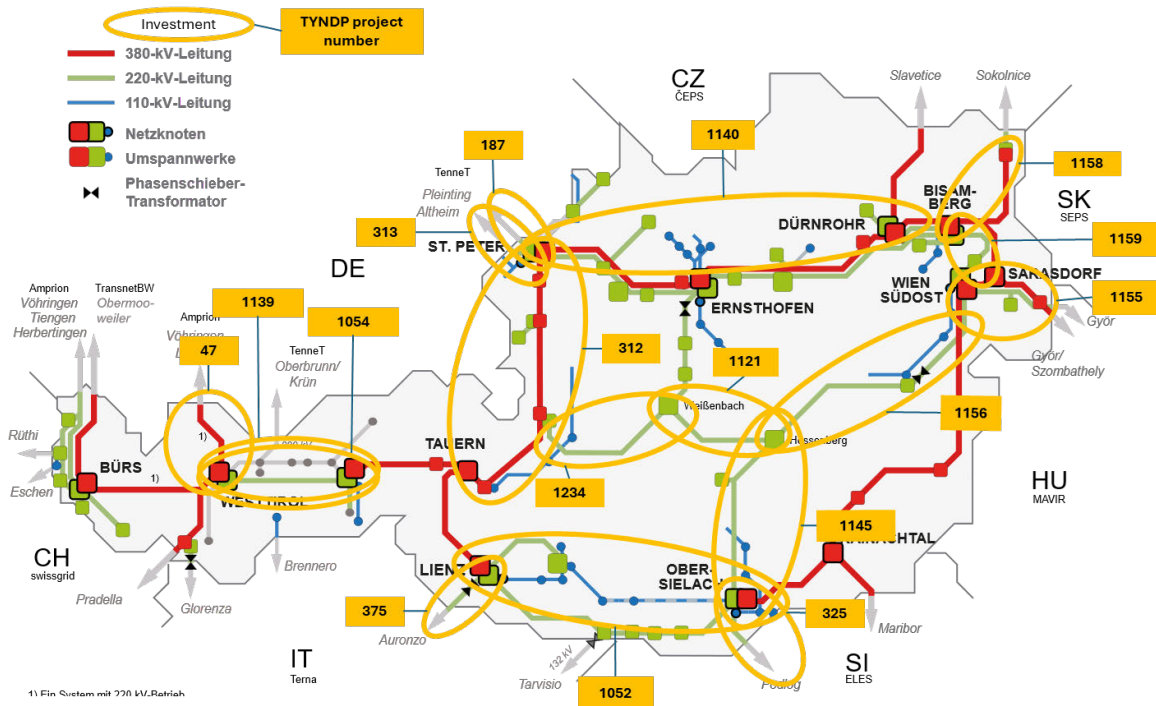 Investment
TYNDP project
number
380-kV-Leitung
220-kV-Leitung
110-kV-Leitung
Netzknoten
Umspannwerke
Phasenschieber-
Transformator
CZ
ČEPS
Slavetice
Sokolnice
187
1140
1158
TenneT
Pleinting
Altheim
BISAM-
BERG
SK
SEPS
313
ST. PETER
DÜRNROHR
1159
DE
WIEN
SÜDOST
SARASDORF
ERNSTHOFEN
1155
Amprion
Vöhringen
Tiengen
Herbertingen
TransnetBW
Obermoo-
weiler
1139
1054
Amprion
Vöhringen
47
TenneT
Oberbrunn/
Krün
312
1121
Györ
Györ/
Szombathely
Weißenbach
1156
Hessenberg
Rüthi
1)
BÜRS
1)
TAUERN
Eschen
1234
HU
MAVIR
1145
CH
swissgrid
Brennero
LIENZ
OBER-
SIELACH
Pradella
Glorenza
375
325
Auronzo
Maribor
IT
Terna
132 kV
Tarvisio
1052
Podlog
SI
ELES
1) Ein System mit 220 kV-Betrieb